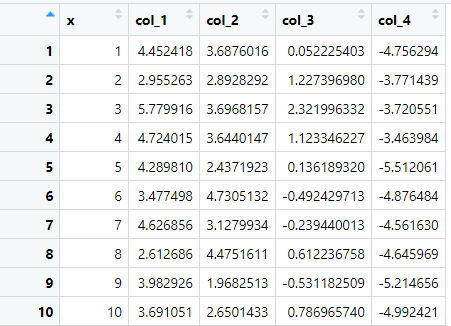 x col_1 col_2 col_3 col_4
1 1 4.452418 3.6876016 0.052225403 -4.756294
2 2 2.955263 2.8928292 1.227396980 -3.771439
3 3 5.779916 3.6968157 2.321996332 -3.720551
4 4 4.724015 3.6440147 1.123346227 -3.463984
5 5 4.289810 2.4371923 0.136189320 -5.512061
6 6 3.477498 4.7305132 -0.492429713 -4.876484
7 7 4.626856 3.1279934 -0.239440013 -4.561630
8 8 2.612686 4.4751611 0.612236758 -4.645969
9 9 3.982926 1.9682513 -0.531182509 -5.214656
10 10 3.691051 2.6501433 0.786965740 -4.992421